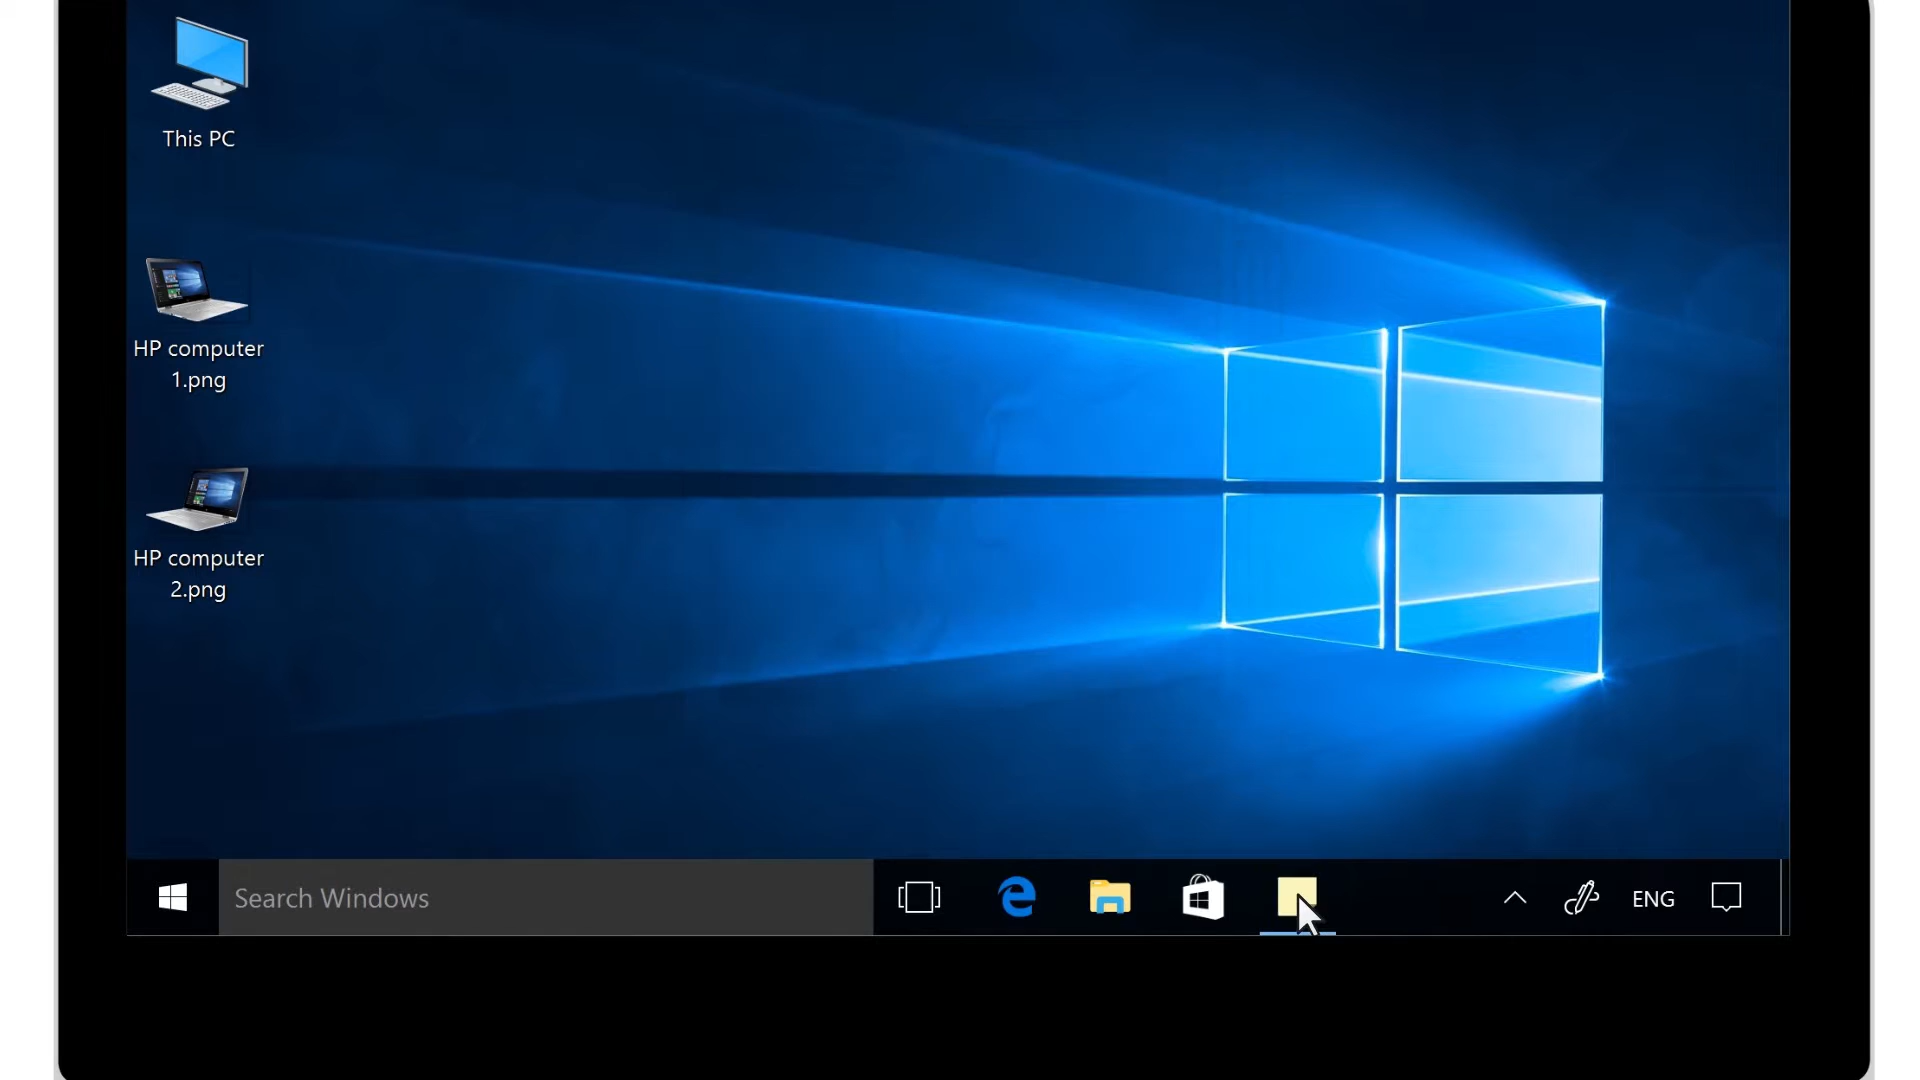 This PC
HP computer
1.png
HP computer
2.png
Search Windows
ENG